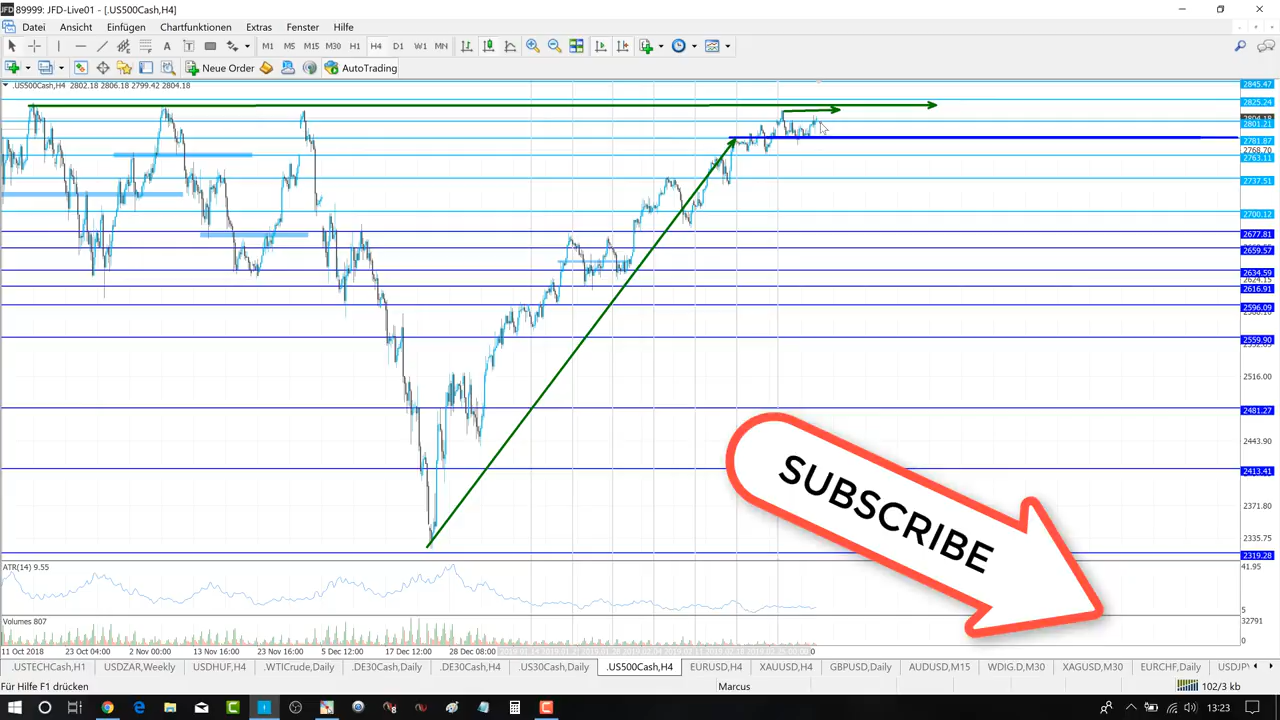 89999: JFD-Live01 - [.US500Cash,H4]
Datei Ansicht Einfügen Chartfunktionen Extras Fenster Hilfe
M1 M5 M15 M30 H1 H4 D1 W1 MN
Neue Order AutoTrading
.US500Cash,H4 2802.18 2806.18 2799.42 2804.18
2845.47
2825.24
2804.18
2801.21
2781.87
2768.70
2763.11
2737.51
2700.12
2677.81
2659.57
2634.59
2624.15
2616.91
2596.09
2559.90
2516.00
2481.27
2443.90
2413.41
2371.80
2335.75
2319.28
SUBSCRIBE
ATR(14) 9.55
41.95
5
Volumes 807
32791
0
11 Oct 2018 23 Oct 04:00 2 Nov 00:00 13 Nov 16:00 23 Nov 16:00 5 Dec 12:00 17 Dec 12:00 28 Dec 08:00
.USTECHCash,H1 USDZAR,Weekly USDHUF,H4 .WTICrude,Daily .DE30Cash,Daily .DE30Cash,H4 .US30Cash,Daily .US500Cash,H4 EURUSD,H4 XAUUSD,H4 GBPUSD,Daily AUDUSD,M15 WDIG.D,M30 XAGUSD,M30 EURCHF,Daily USDJP
Für Hilfe F1 drücken Marcus 102/3 kb
13:23